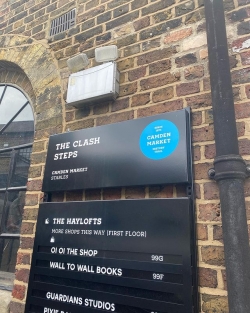 THE CLASH
STEPS
CAMDEN MARKET
STABLES
CAMDEN
MARKET
THE HAYLOFTS
MORE SHOPS THIS WAY (FIRST FLOOR)
OI OI THE SHOP 99G
WALL TO WALL BOOKS 99F
GUARDIANS STUDIOS
PIXIE